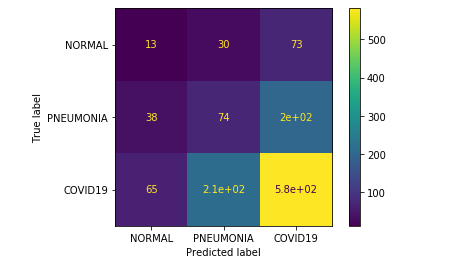 NORMAL 13 30 73
PNEUMONIA 38 74 2e+02
COVID19 65 2.1e+02 5.8e+02
NORMAL PNEUMONIA COVID19
Predicted label
True label
500
400
300
200
100